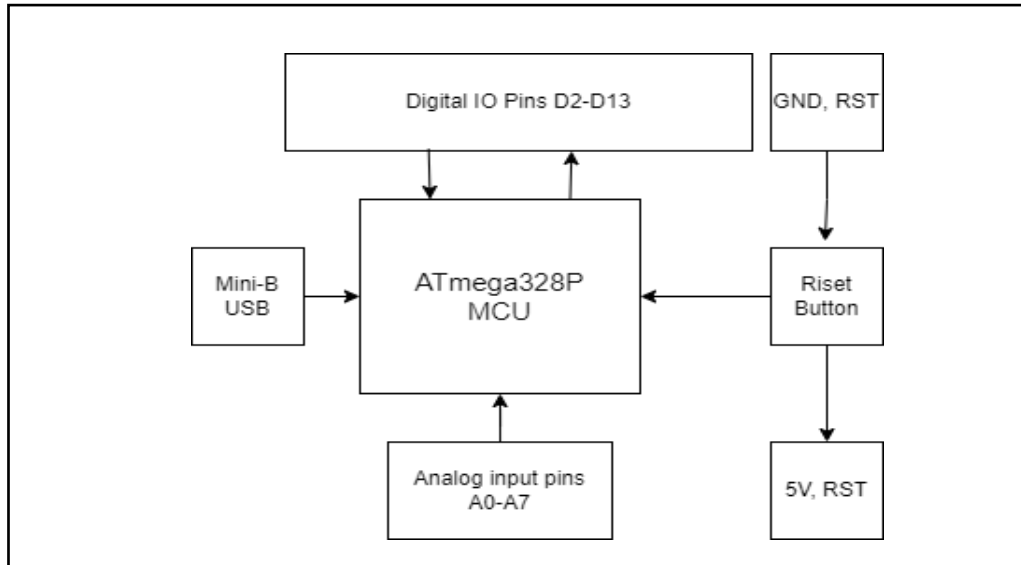 Digital IO Pins D2-D13
GND, RST
Mini-B
USB
ATmega328P
MCU
Riset
Button
Analog input pins
A0-A7
5V, RST